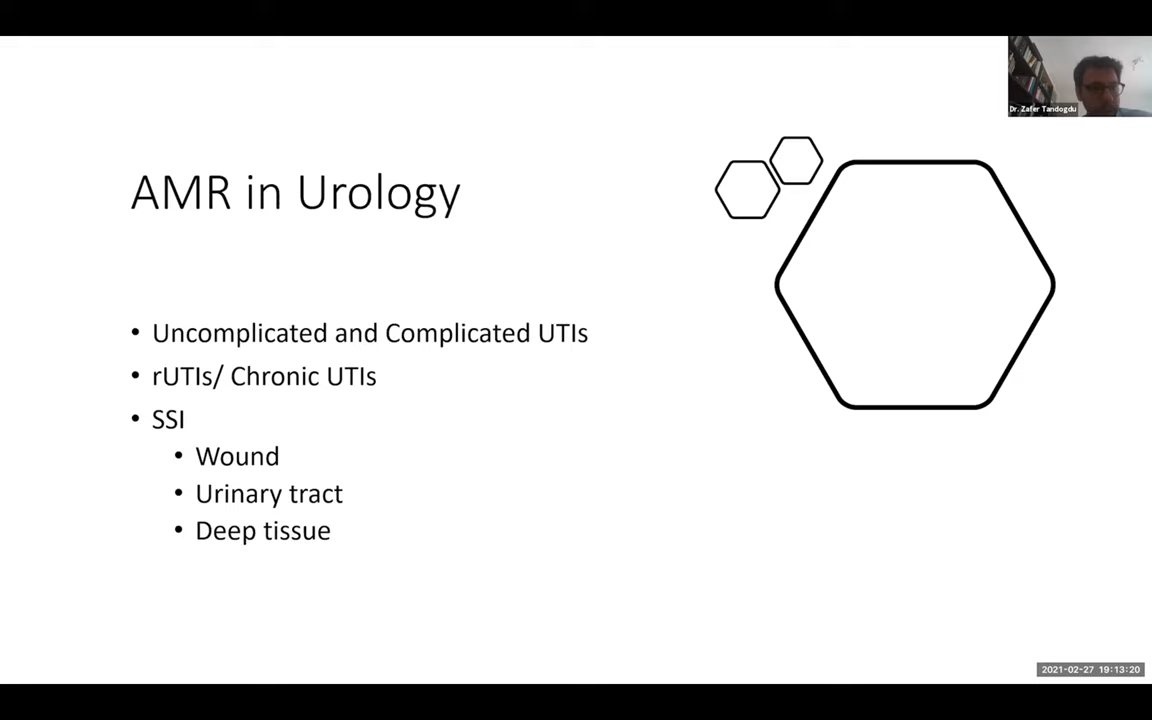 Dr. Zafer Tandogdu
AMR in Urology
• Uncomplicated and Complicated UTIs
• rUTIs/ Chronic UTIs
• SSI
• Wound
• Urinary tract
• Deep tissue
2021-02-27 19:13:20